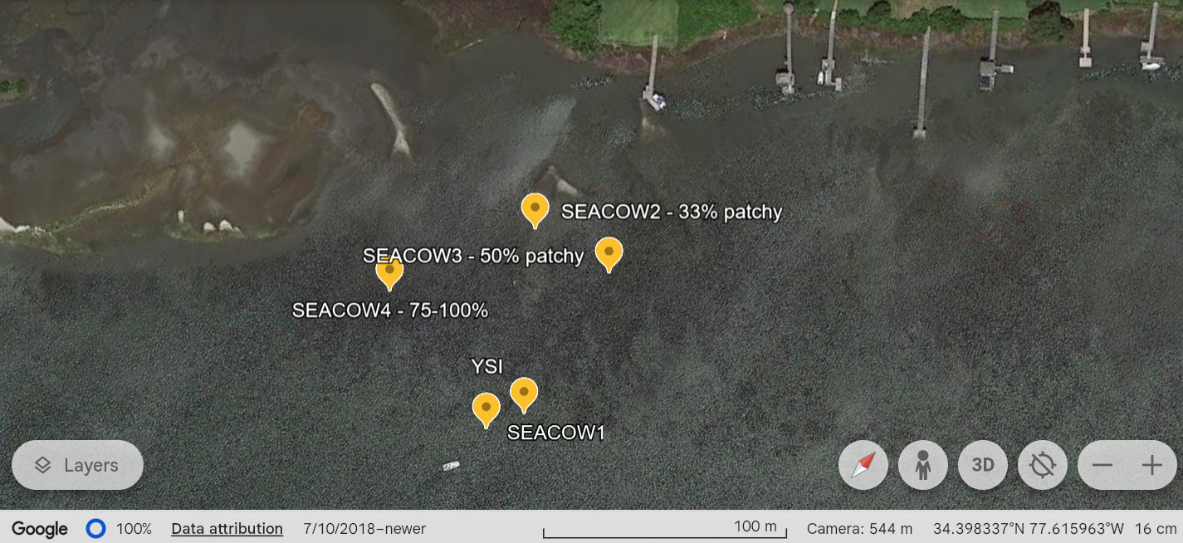 SEACOW2 - 33% patchy
SEACOW3 - 50% patchy
SEACOW4 - 75-100%
YSI
SEACOW1
Layers
3D
Google 100% Data attribution 7/10/2018–newer 100 m Camera: 544 m 34.398337°N 77.615963°W 16 cm